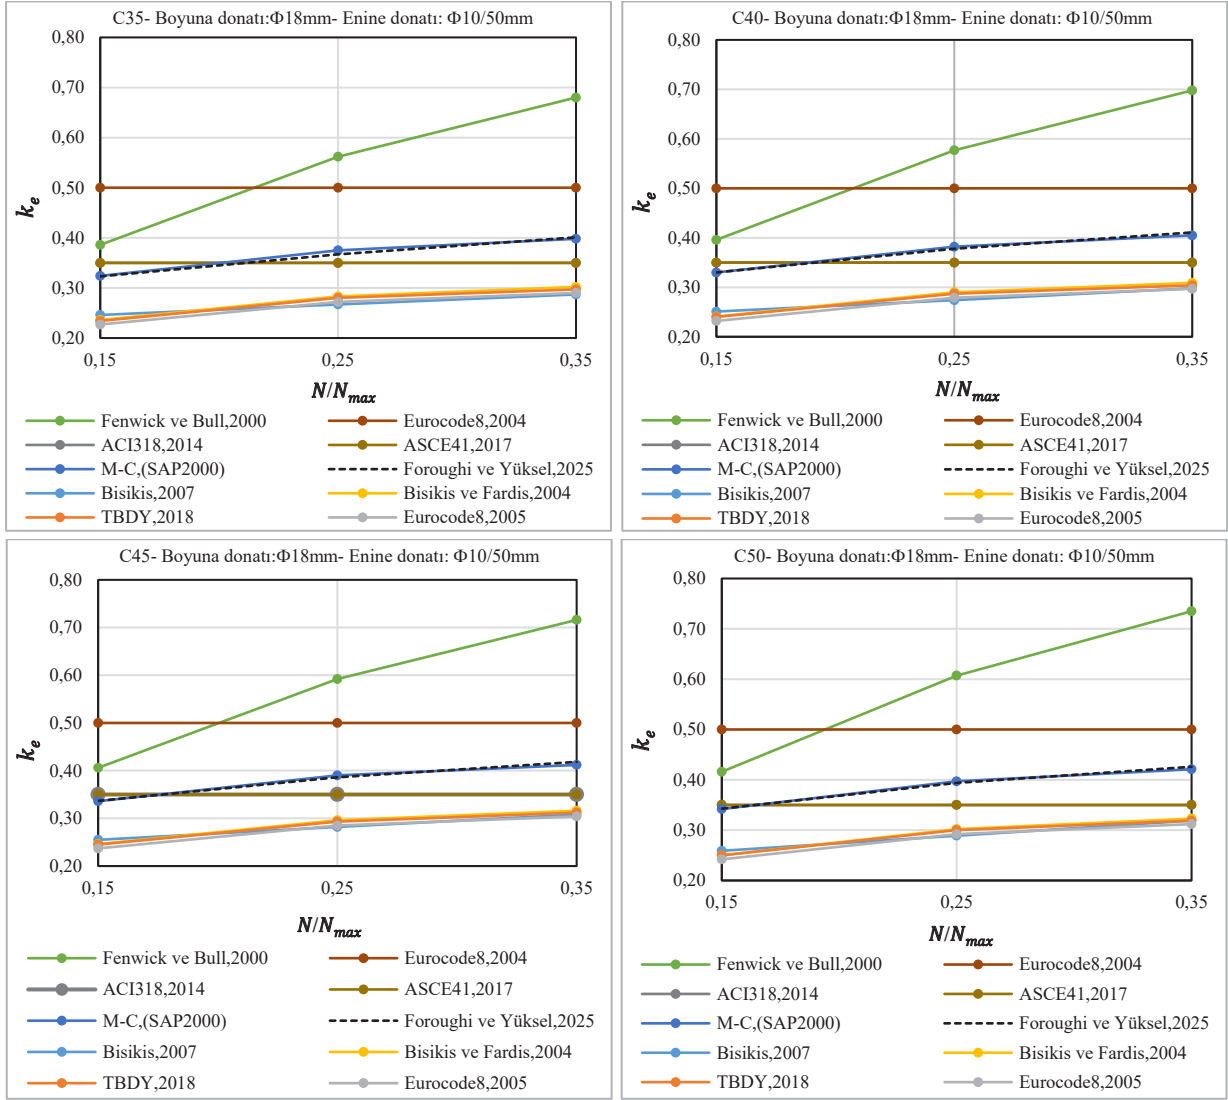 C35- Boyuna donatı:Φ18mm- Enine donatı: Φ10/50mm
0,80
0,70
0,60
0,50
0,40
0,30
0,20
k_e
0,15 0,25 0,35
N/N_max
Fenwick ve Bull,2000 Eurocode8,2004
ACI318,2014 ASCE41,2017
M-C,(SAP2000) Foroughi ve Yüksel,2025
Bisikis,2007 Bisikis ve Fardis,2004
TBDY,2018 Eurocode8,2005
C40- Boyuna donatı:Φ18mm- Enine donatı: Φ10/50mm
0,80
0,70
0,60
0,50
0,40
0,30
0,20
k_e
0,15 0,25 0,35
N/N_max
Fenwick ve Bull,2000 Eurocode8,2004
ACI318,2014 ASCE41,2017
M-C,(SAP2000) Foroughi ve Yüksel,2025
Bisikis,2007 Bisikis ve Fardis,2004
TBDY,2018 Eurocode8,2005
C45- Boyuna donatı:Φ18mm- Enine donatı: Φ10/50mm
0,80
0,70
0,60
0,50
0,40
0,30
0,20
k_e
0,15 0,25 0,35
N/N_max
Fenwick ve Bull,2000 Eurocode8,2004
ACI318,2014 ASCE41,2017
M-C,(SAP2000) Foroughi ve Yüksel,2025
Bisikis,2007 Bisikis ve Fardis,2004
TBDY,2018 Eurocode8,2005
C50- Boyuna donatı:Φ18mm- Enine donatı: Φ10/50mm
0,80
0,70
0,60
0,50
0,40
0,30
0,20
k_e
0,15 0,25 0,35
N/N_max
Fenwick ve Bull,2000 Eurocode8,2004
ACI318,2014 ASCE41,2017
M-C,(SAP2000) Foroughi ve Yüksel,2025
Bisikis,2007 Bisikis ve Fardis,2004
TBDY,2018 Eurocode8,2005